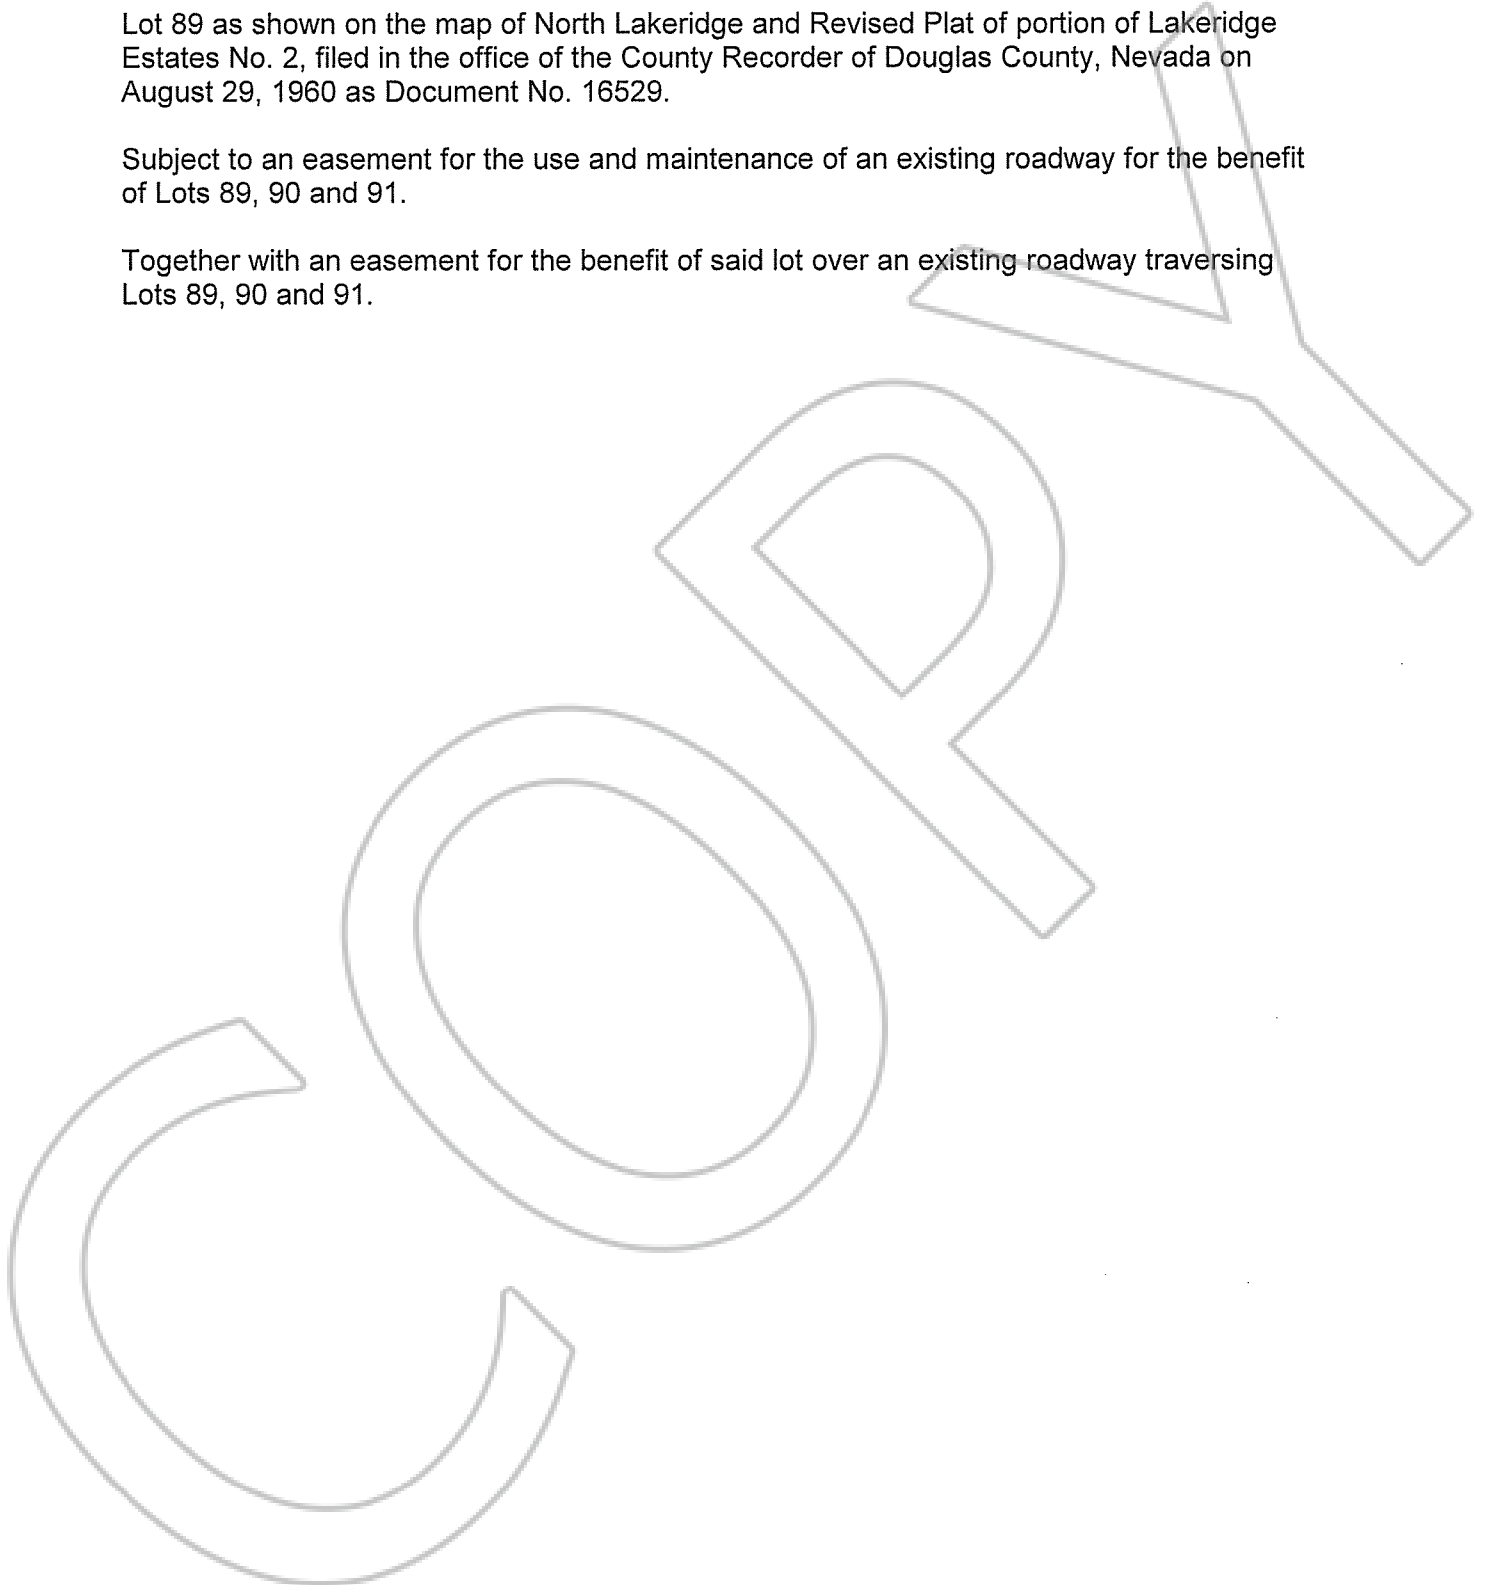 Lot 89 as shown on the map of North Lakeridge and Revised Plat of portion of Lakeridge
Estates No. 2, filed in the office of the County Recorder of Douglas County, Nevada on
August 29, 1960 as Document No. 16529.
Subject to an easement for the use and maintenance of an existing roadway for the benefit
of Lots 89, 90 and 91.
Together with an easement for the benefit of said lot over an existing roadway traversing
Lots 89, 90 and 91.
COPY